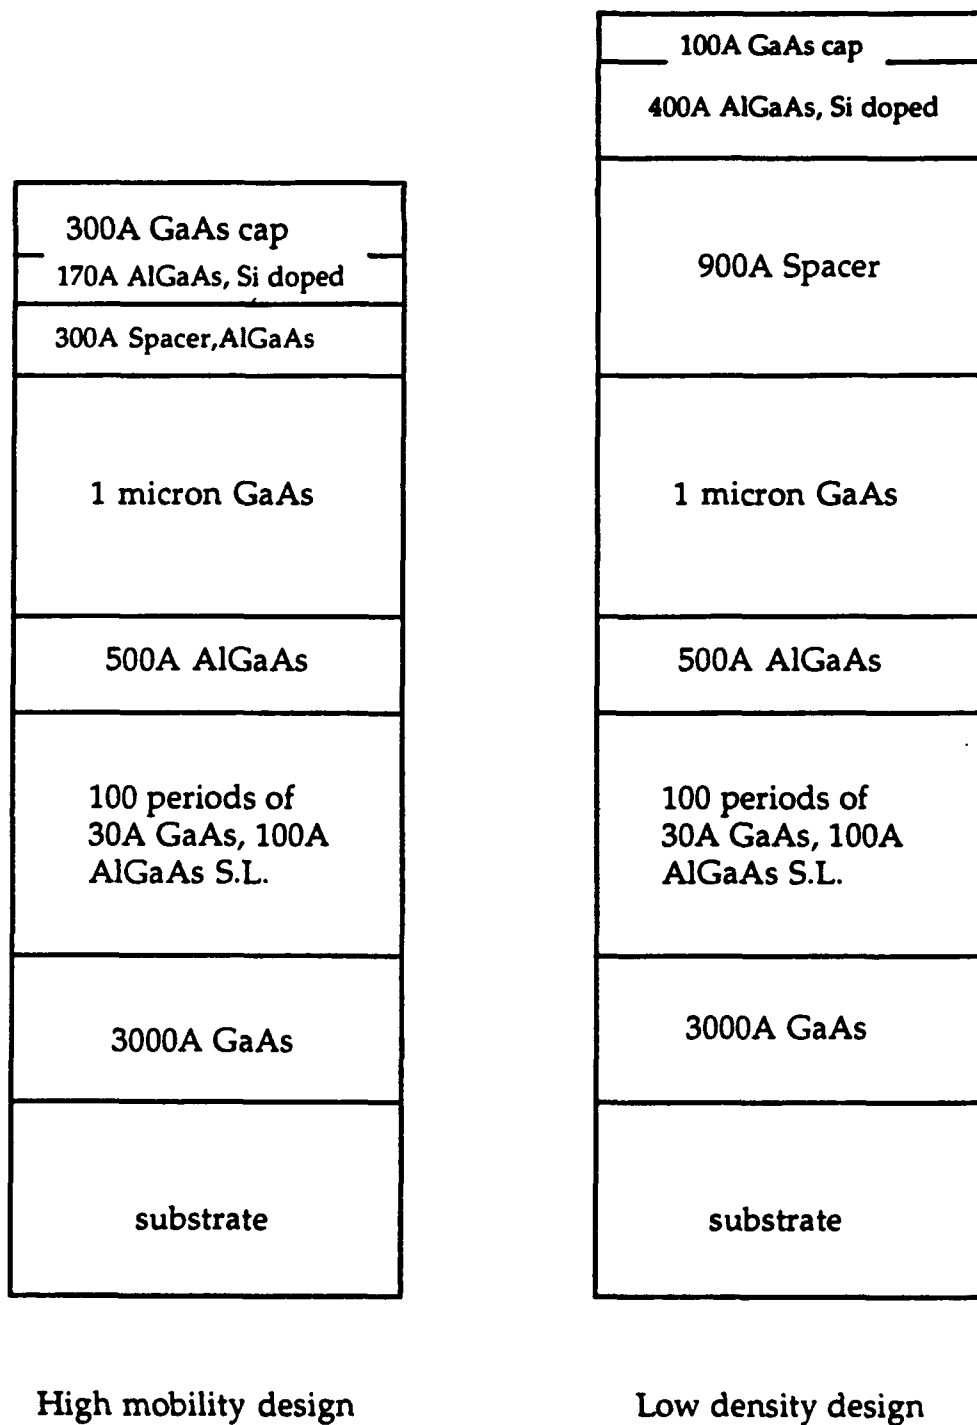 300A GaAs cap
170A AlGaAs, Si doped
300A Spacer,AlGaAs
1 micron GaAs
500A AlGaAs
100 periods of
30A GaAs, 100A
AlGaAs S.L.
3000A GaAs
substrate
High mobility design
100A GaAs cap
400A AlGaAs, Si doped
900A Spacer
1 micron GaAs
500A AlGaAs
100 periods of
30A GaAs, 100A
AlGaAs S.L.
3000A GaAs
substrate
Low density design